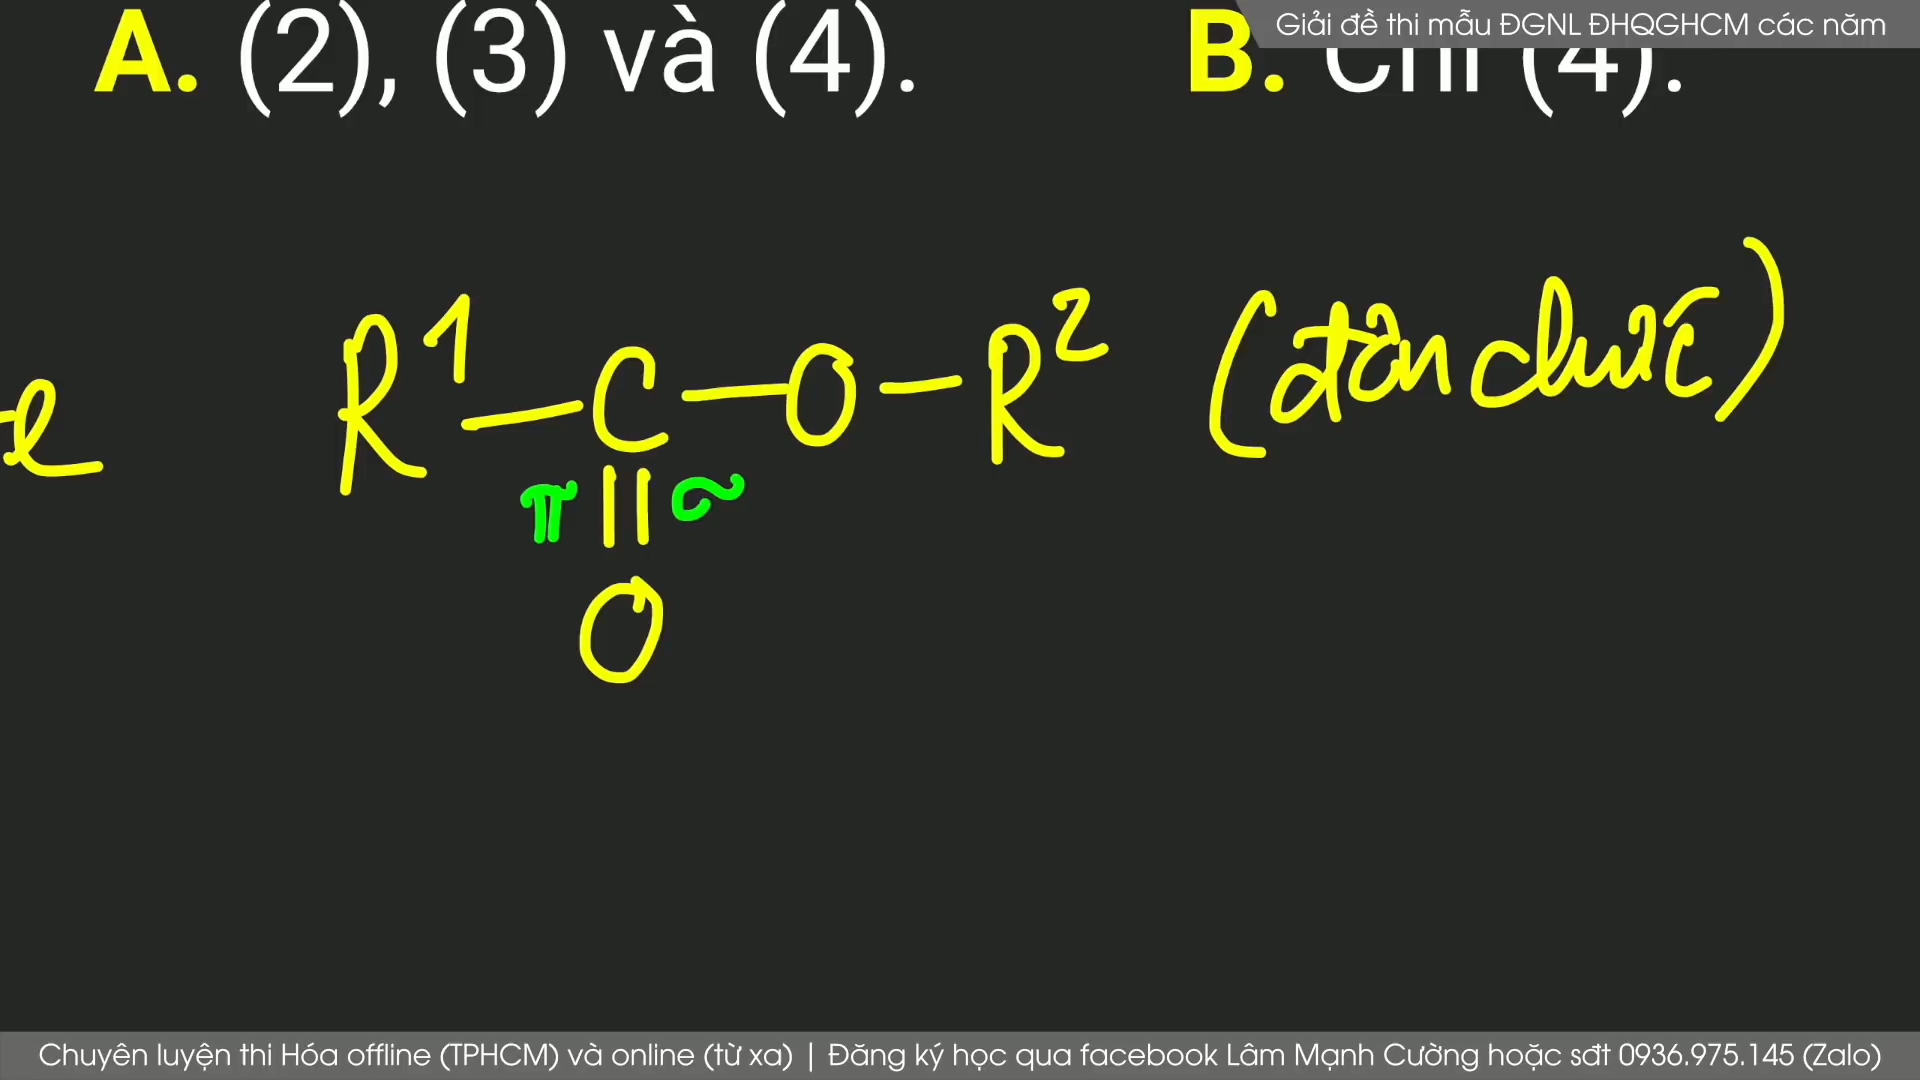 Giải đề thi mẫu ĐGNL ĐHQGHCM các năm
A. (2), (3) và (4). B. Chỉ (4).
e R¹ — C — O — R² (đơn chức)
π || σ
O
Chuyên luyện thi Hóa offline (TPHCM) và online (từ xa) | Đăng ký học qua facebook Lâm Mạnh Cường hoặc sđt 0936.975.145 (Zalo)